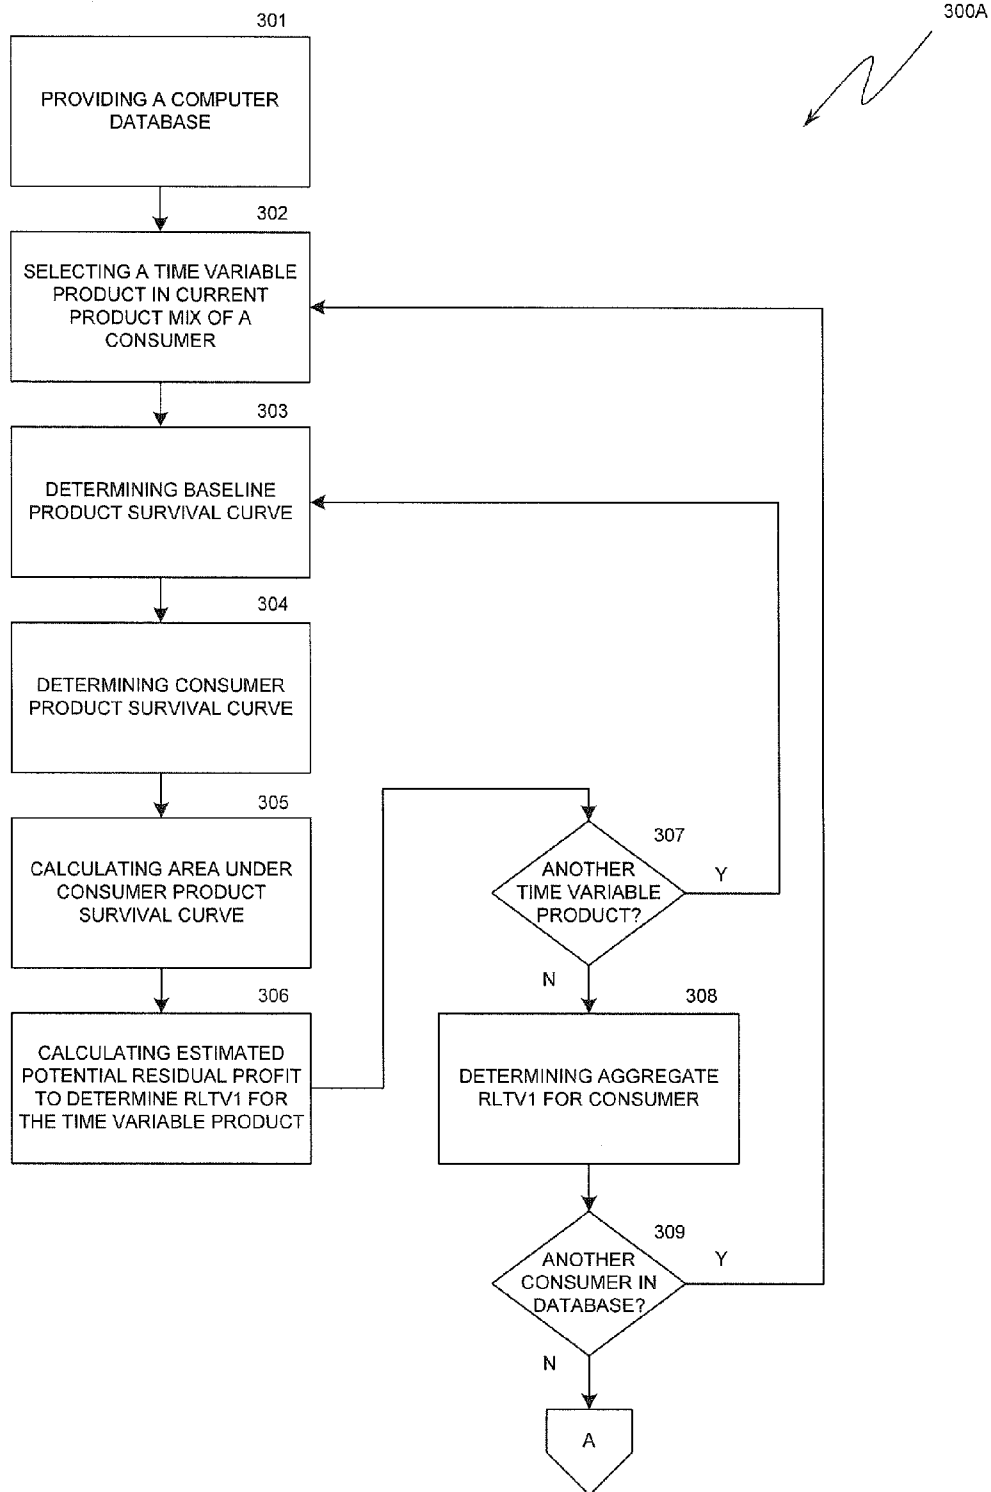 300A
301
PROVIDING A COMPUTER
DATABASE
302
SELECTING A TIME VARIABLE
PRODUCT IN CURRENT
PRODUCT MIX OF A
CONSUMER
303
DETERMINING BASELINE
PRODUCT SURVIVAL CURVE
304
DETERMINING CONSUMER
PRODUCT SURVIVAL CURVE
305
CALCULATING AREA UNDER
CONSUMER PRODUCT
SURVIVAL CURVE
306
CALCULATING ESTIMATED
POTENTIAL RESIDUAL PROFIT
TO DETERMINE RLTV1 FOR
THE TIME VARIABLE PRODUCT
307
ANOTHER
TIME VARIABLE
PRODUCT?
Y
N
308
DETERMINING AGGREGATE
RLTV1 FOR CONSUMER
309
ANOTHER
CONSUMER IN
DATABASE?
Y
N
A